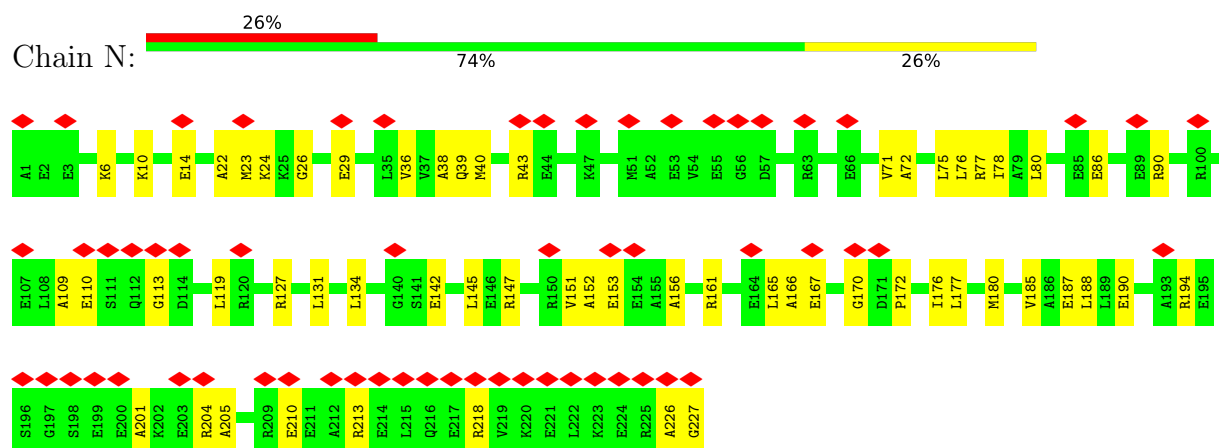 26%
Chain N:
74% 26%
A1 E2 E3 K6 K10 E14 A22 M23 K24 K25 G26 E29 L35 V36 V37 A38 Q39 M40 R43 E44 K47 M51 A52 E53 V54 E55 G56 D57 R63 E66 V71 A72 L75 L76 R77 I78 A79 L80 E85 E86 E89 R90 R100
E107 L108 A109 E110 S111 Q112 G113 D114 L119 R120 R127 L131 L134 G140 S141 E142 L145 E146 R147 R150 V151 A152 E153 E154 A155 A156 R161 E164 L165 A166 E167 G170 D171 P172 I176 L177 M180 V185 A186 E187 L188 L189 E190 A193 R194 E195
S196 G197 S198 E199 E200 A201 K202 E203 R204 A205 R209 E210 E211 A212 R213 E214 L215 Q216 E217 R218 V219 K220 E221 L222 K223 E224 R225 A226 G227